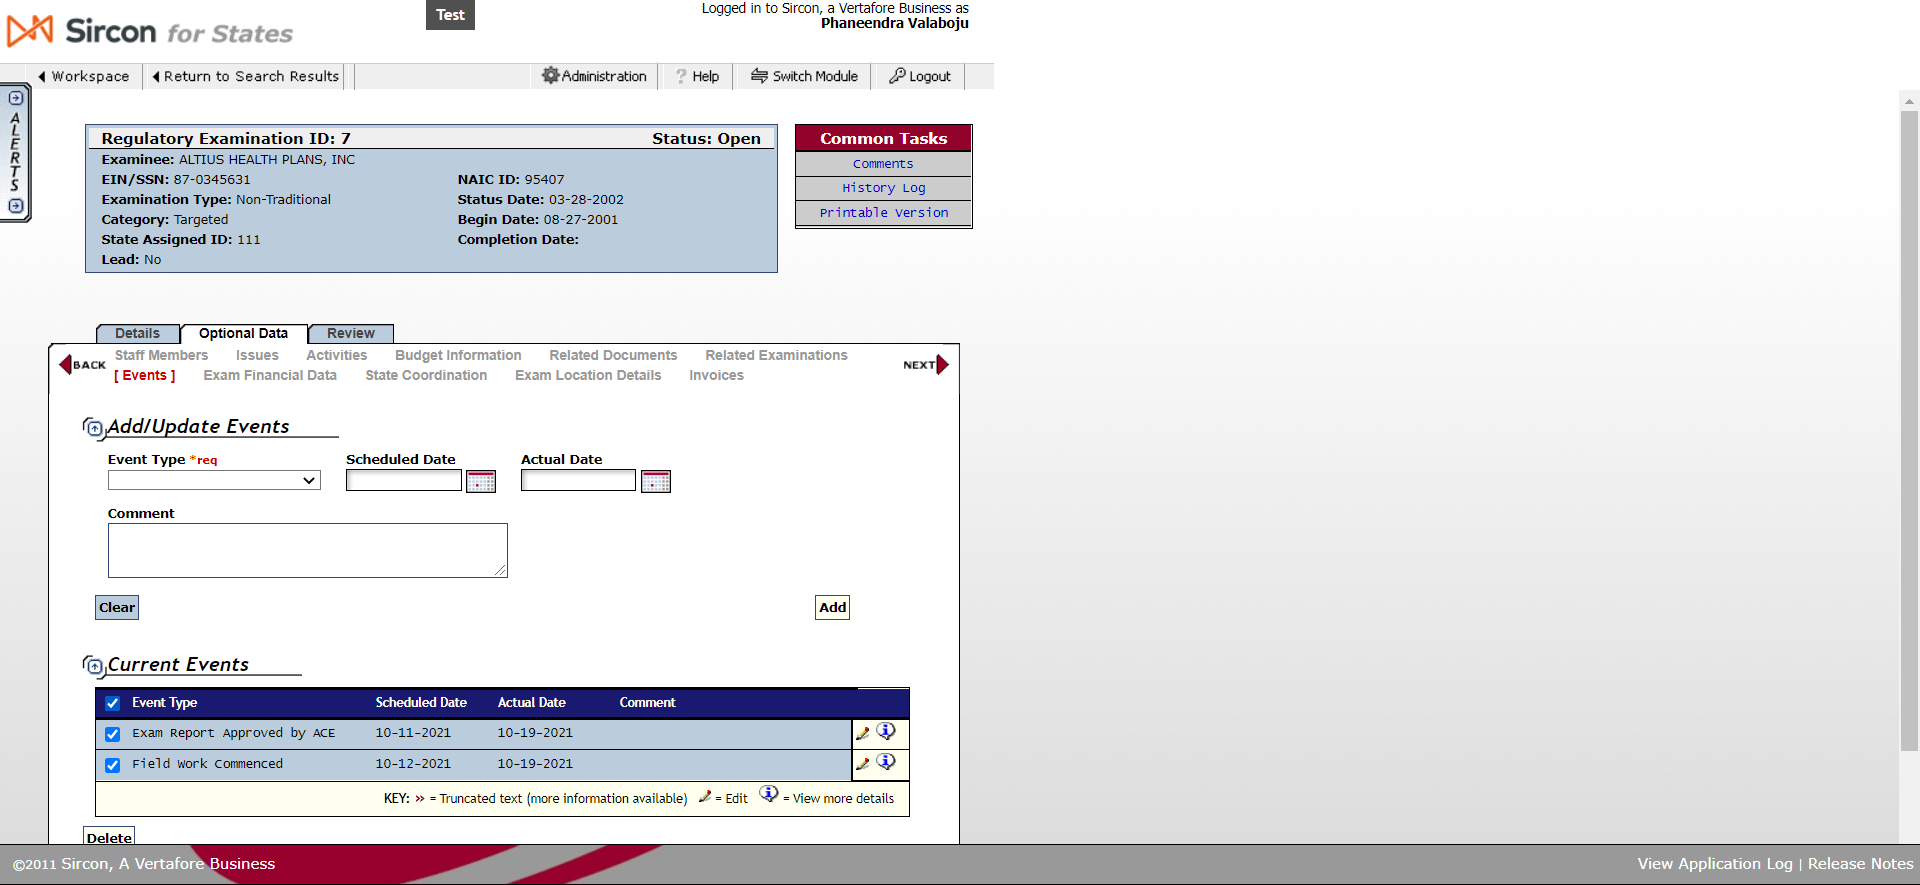 Sircon for States
Test
Logged in to Sircon, a Vertafore Business as
Phaneendra Valaboju
Workspace
Return to Search Results
Administration
? Help
Switch Module
Logout
ALERTS
Regulatory Examination ID: 7 Status: Open
Examinee: ALTIUS HEALTH PLANS, INC
EIN/SSN: 87-0345631 NAIC ID: 95407
Examination Type: Non-Traditional Status Date: 03-28-2002
Category: Targeted Begin Date: 08-27-2001
State Assigned ID: 111 Completion Date:
Lead: No
Common Tasks
Comments
History Log
Printable Version
Details Optional Data Review
BACK
Staff Members Issues Activities Budget Information Related Documents Related Examinations
[ Events ] Exam Financial Data State Coordination Exam Location Details Invoices
NEXT
Add/Update Events
Event Type *req Scheduled Date Actual Date
Comment
Clear Add
Current Events
Event Type Scheduled Date Actual Date Comment
Exam Report Approved by ACE 10-11-2021 10-19-2021
Field Work Commenced 10-12-2021 10-19-2021
KEY: » = Truncated text (more information available) = Edit = View more details
Delete
©2011 Sircon, A Vertafore Business
View Application Log | Release Notes